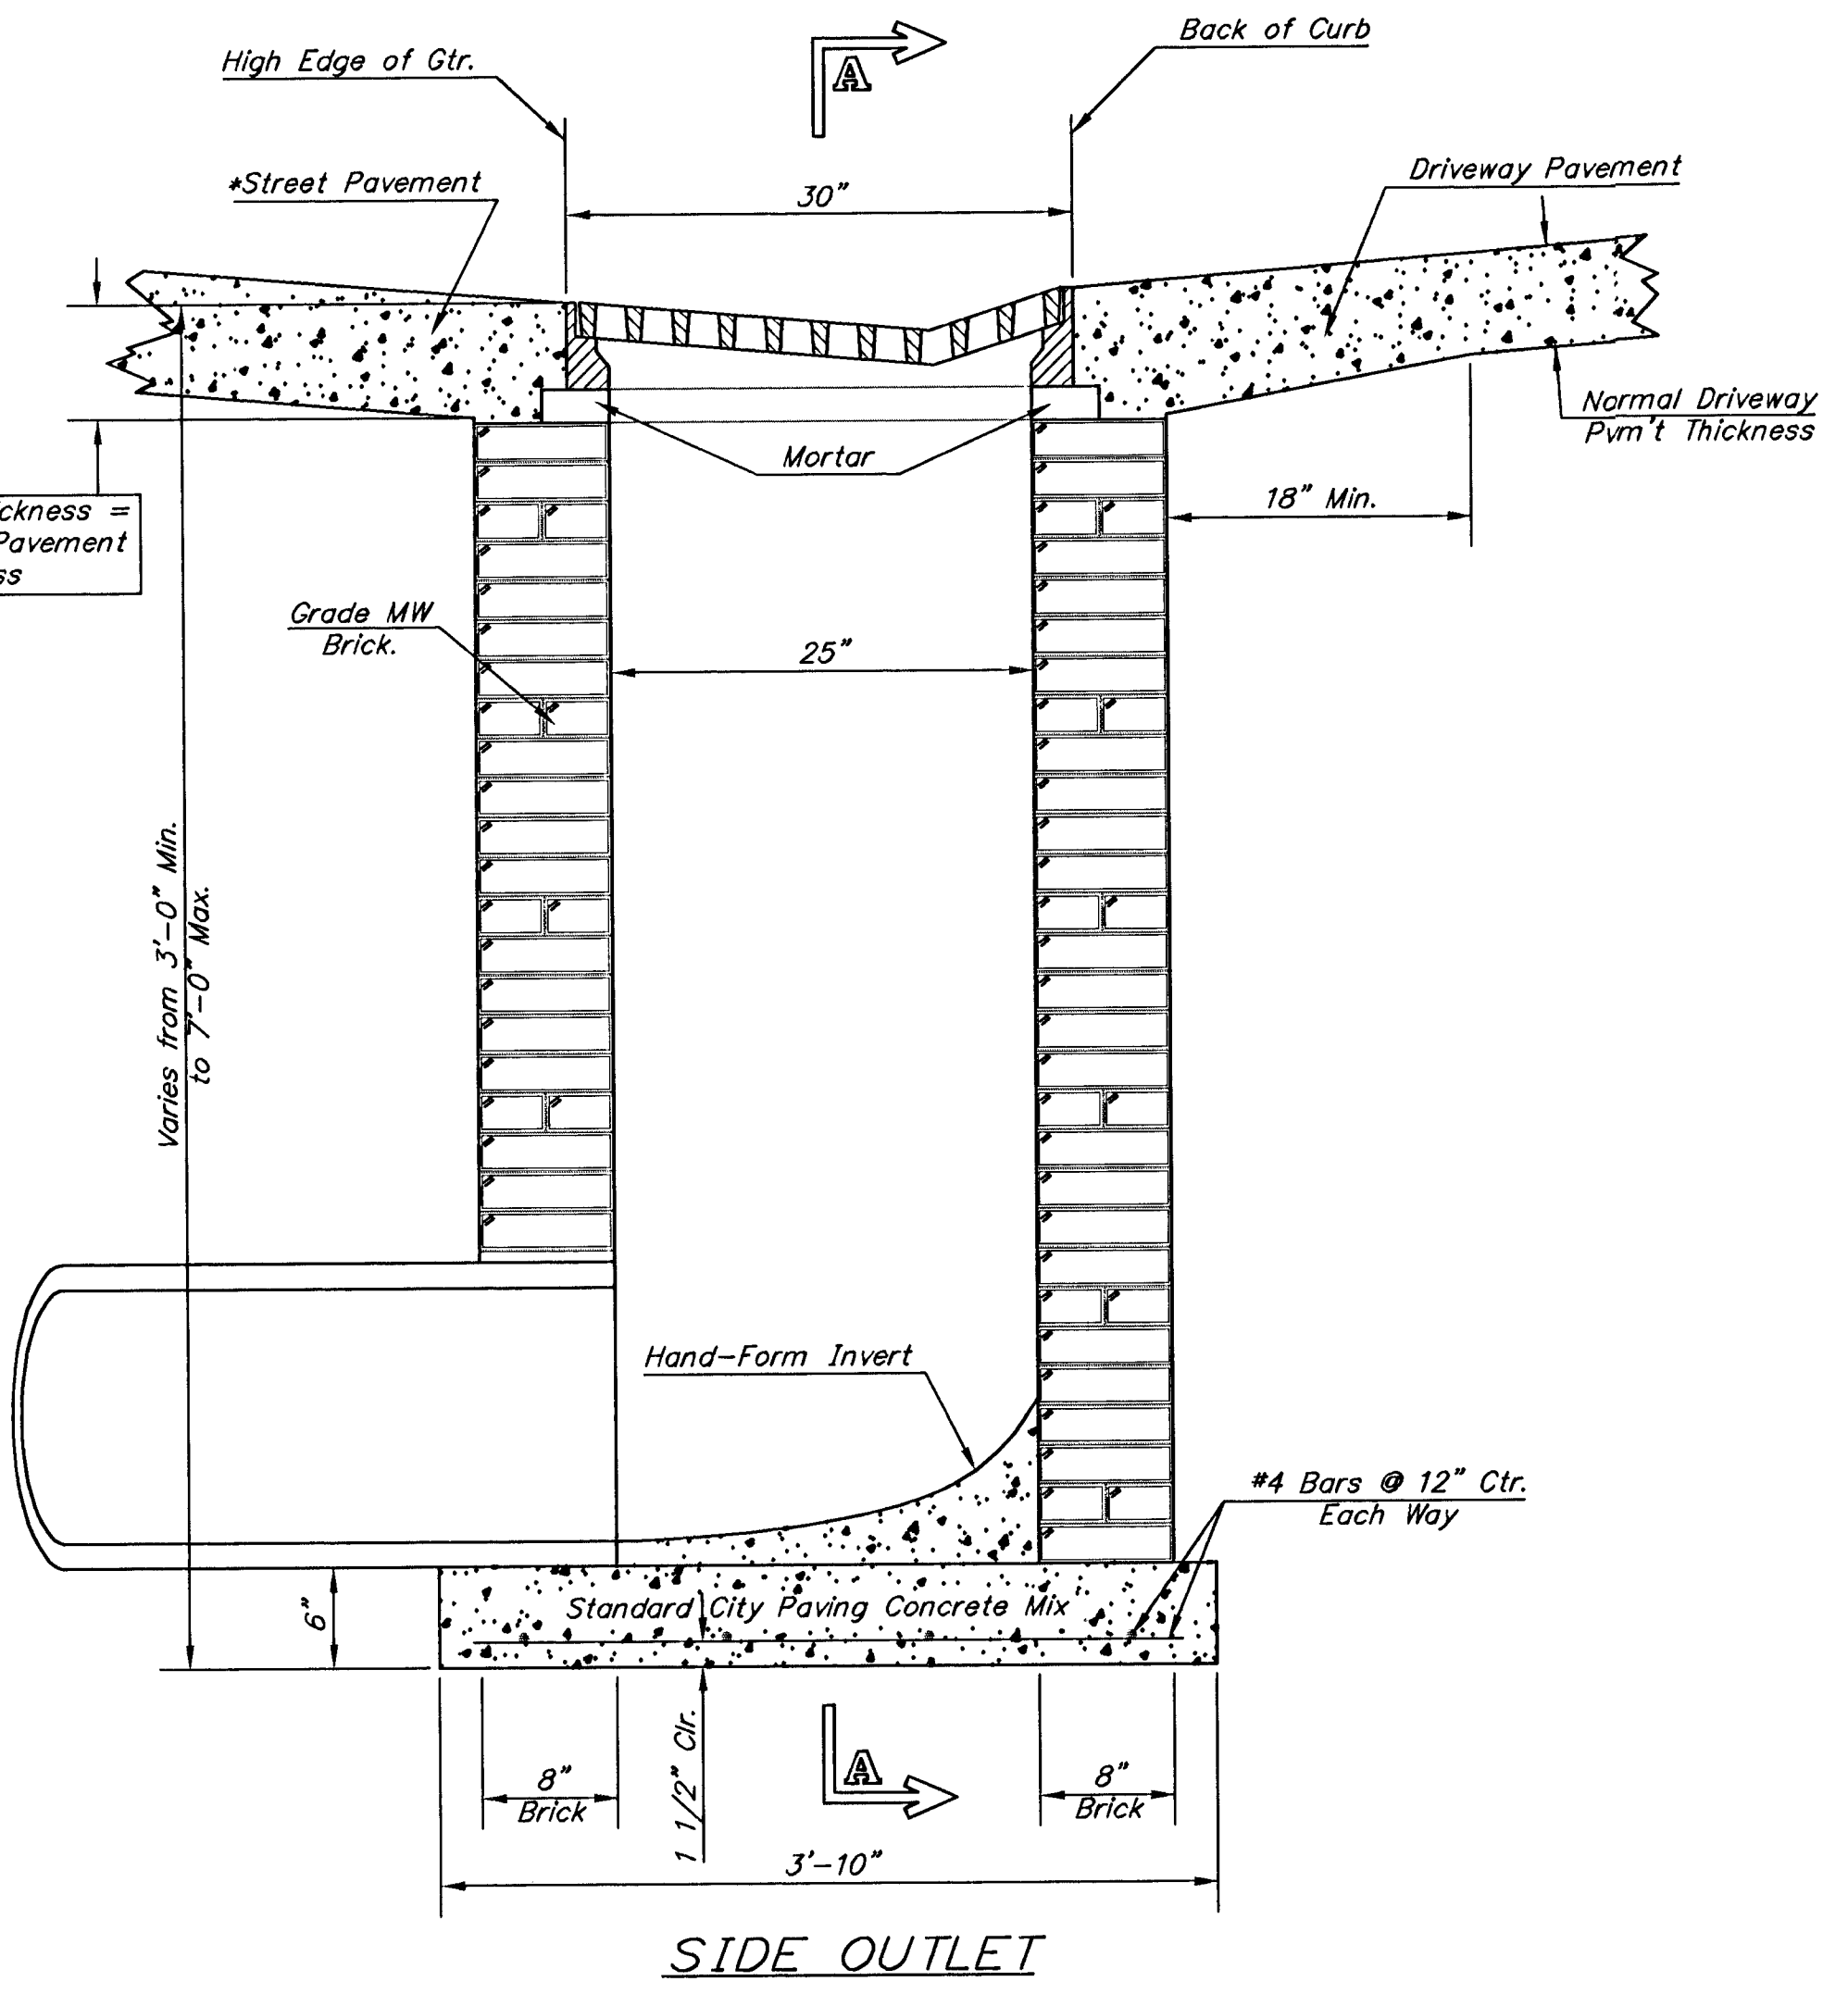 Back of Curb
High Edge of Gtr.
A
*Street Pavement
Driveway Pavement
30"
Normal Driveway
Pvm't Thickness
Mortar
18" Min.
=
Pavement
Grade MW
Brick.
25"
Varies from 3'-0" Min.
to 7'-0" Max.
Hand-Form Invert
#4 Bars @ 12" Ctr.
Each Way
6"
Standard City Paving Concrete Mix
1 1/2" Clr.
A
8"
Brick
8"
Brick
3'-10"
SIDE OUTLET